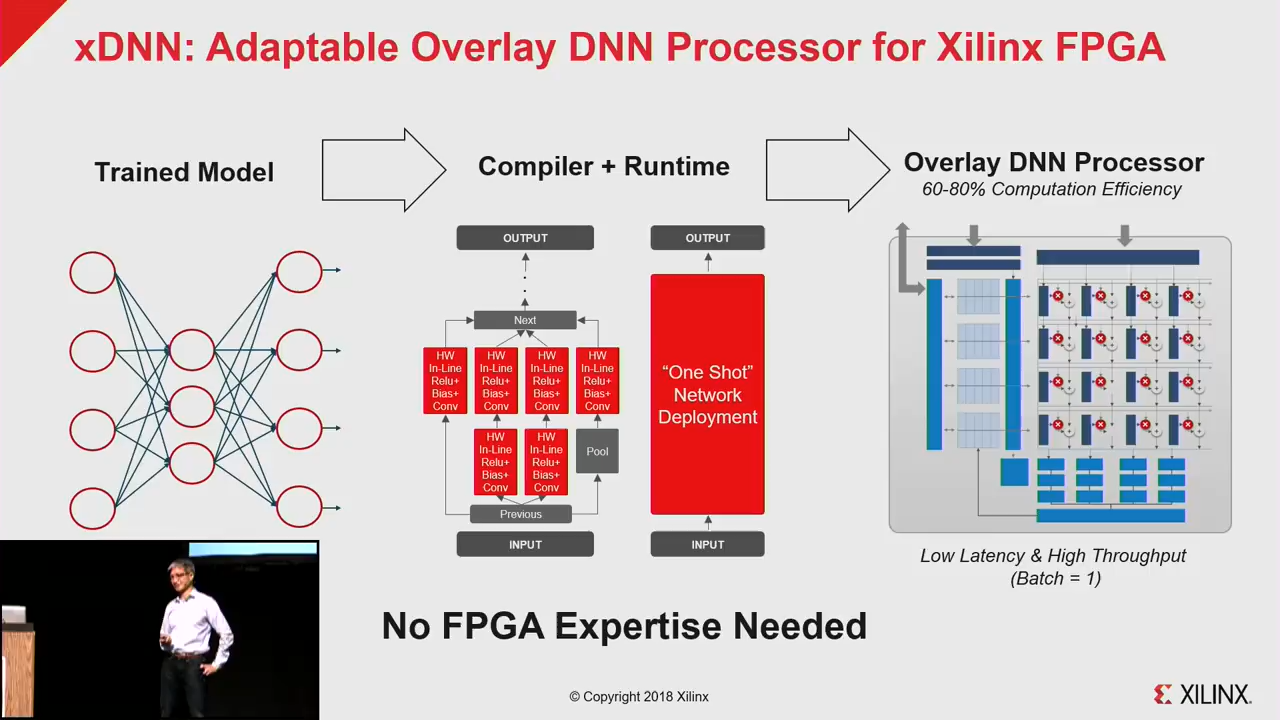 xDNN: Adaptable Overlay DNN Processor for Xilinx FPGA
Trained Model
Compiler + Runtime
Overlay DNN Processor
60-80% Computation Efficiency
OUTPUT
Next
HW
In-Line
Relu+
Bias+
Conv
HW
In-Line
Relu+
Bias+
Conv
HW
In-Line
Relu+
Bias+
Conv
HW
In-Line
Relu+
Bias+
Conv
HW
In-Line
Relu+
Bias+
Conv
HW
In-Line
Relu+
Bias+
Conv
Pool
Previous
INPUT
OUTPUT
“One Shot”
Network
Deployment
INPUT
Low Latency & High Throughput
(Batch = 1)
No FPGA Expertise Needed
© Copyright 2018 Xilinx
XILINX.